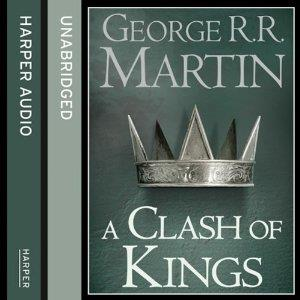 HARPER AUDIO
UNABRIDGED
HARPER
GEORGE R.R.
MARTIN
A CLASH OF
KINGS